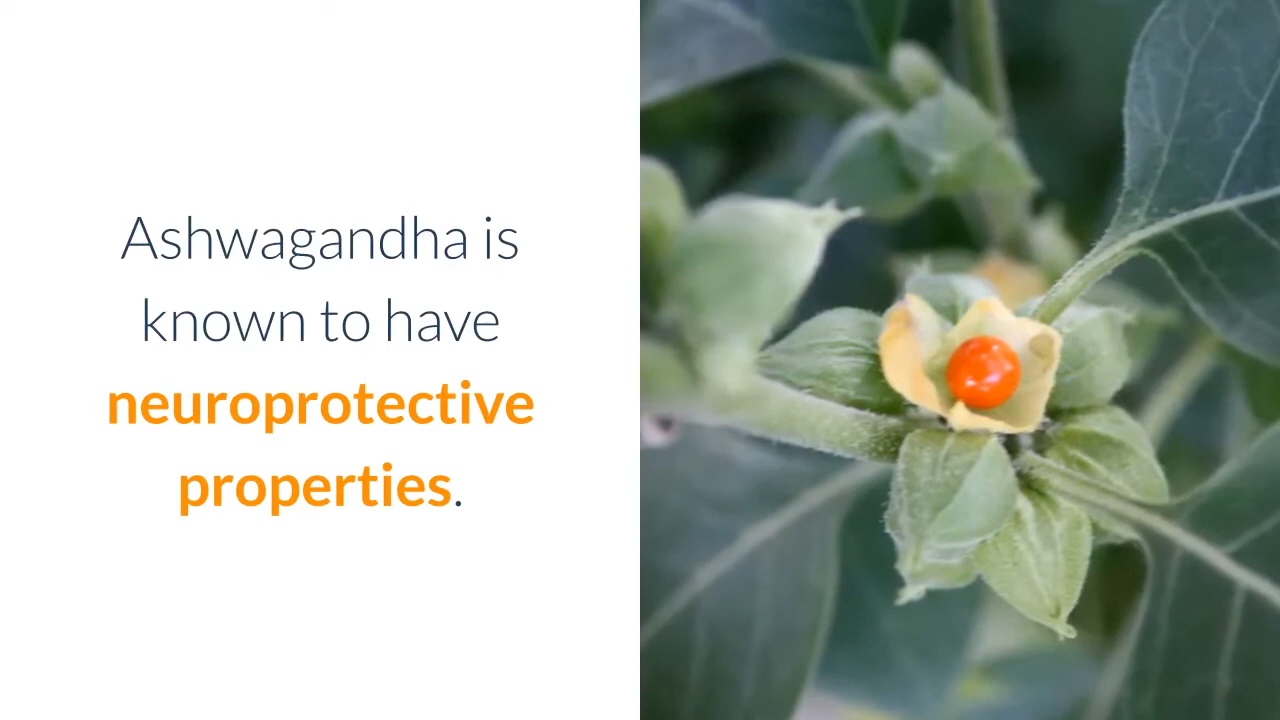 Ashwagandha is
known to have
neuroprotective
properties.